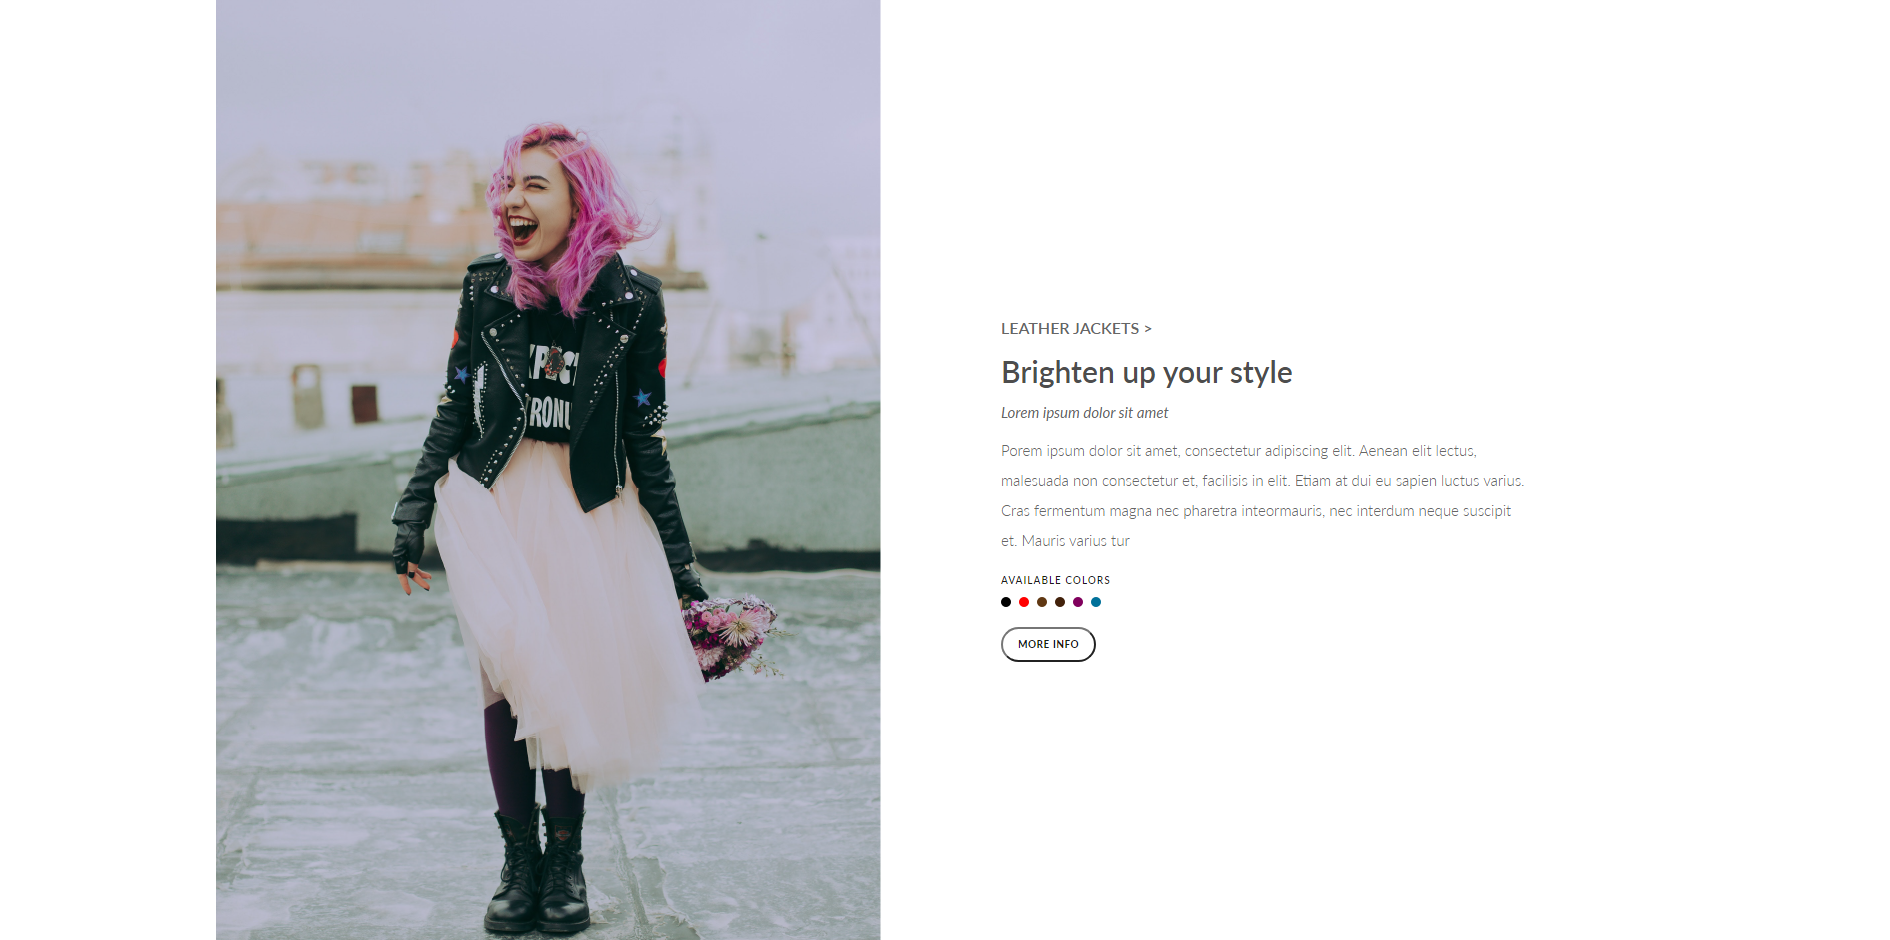 LEATHER JACKETS >
Brighten up your style
Lorem ipsum dolor sit amet
Porem ipsum dolor sit amet, consectetur adipiscing elit. Aenean elit lectus,
malesuada non consectetur et, facilisis in elit. Etiam at dui eu sapien luctus varius.
Cras fermentum magna nec pharetra inteormauris, nec interdum neque suscipit
et. Mauris varius tur
AVAILABLE COLORS
MORE INFO